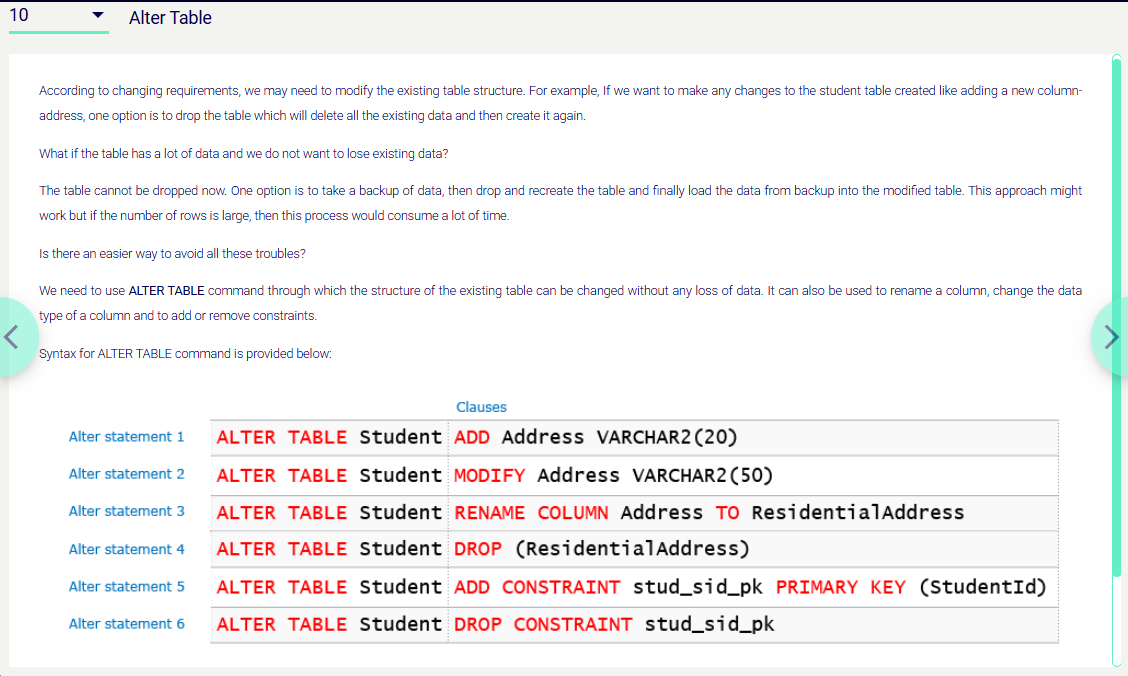 10
Alter Table
According to changing requirements, we may need to modify the existing table structure. For example, If we want to make any changes to the student table created like adding a new column-
address, one option is to drop the table which will delete all the existing data and then create it again.
What if the table has a lot of data and we do not want to lose existing data?
The table cannot be dropped now. One option is to take a backup of data, then drop and recreate the table and finally load the data from backup into the modified table. This approach might
work but if the number of rows is large, then this process would consume a lot of time.
Is there an easier way to avoid all these troubles?
We need to use ALTER TABLE command through which the structure of the existing table can be changed without any loss of data. It can also be used to rename a column, change the data
type of a column and to add or remove constraints.
Syntax for ALTER TABLE command is provided below:
Clauses
Alter statement 1 ALTER TABLE Student ADD Address VARCHAR2(20)
Alter statement 2 ALTER TABLE Student MODIFY Address VARCHAR2(50)
Alter statement 3 ALTER TABLE Student RENAME COLUMN Address TO ResidentialAddress
Alter statement 4 ALTER TABLE Student DROP (ResidentialAddress)
Alter statement 5 ALTER TABLE Student ADD CONSTRAINT stud_sid_pk PRIMARY KEY (StudentId)
Alter statement 6 ALTER TABLE Student DROP CONSTRAINT stud_sid_pk